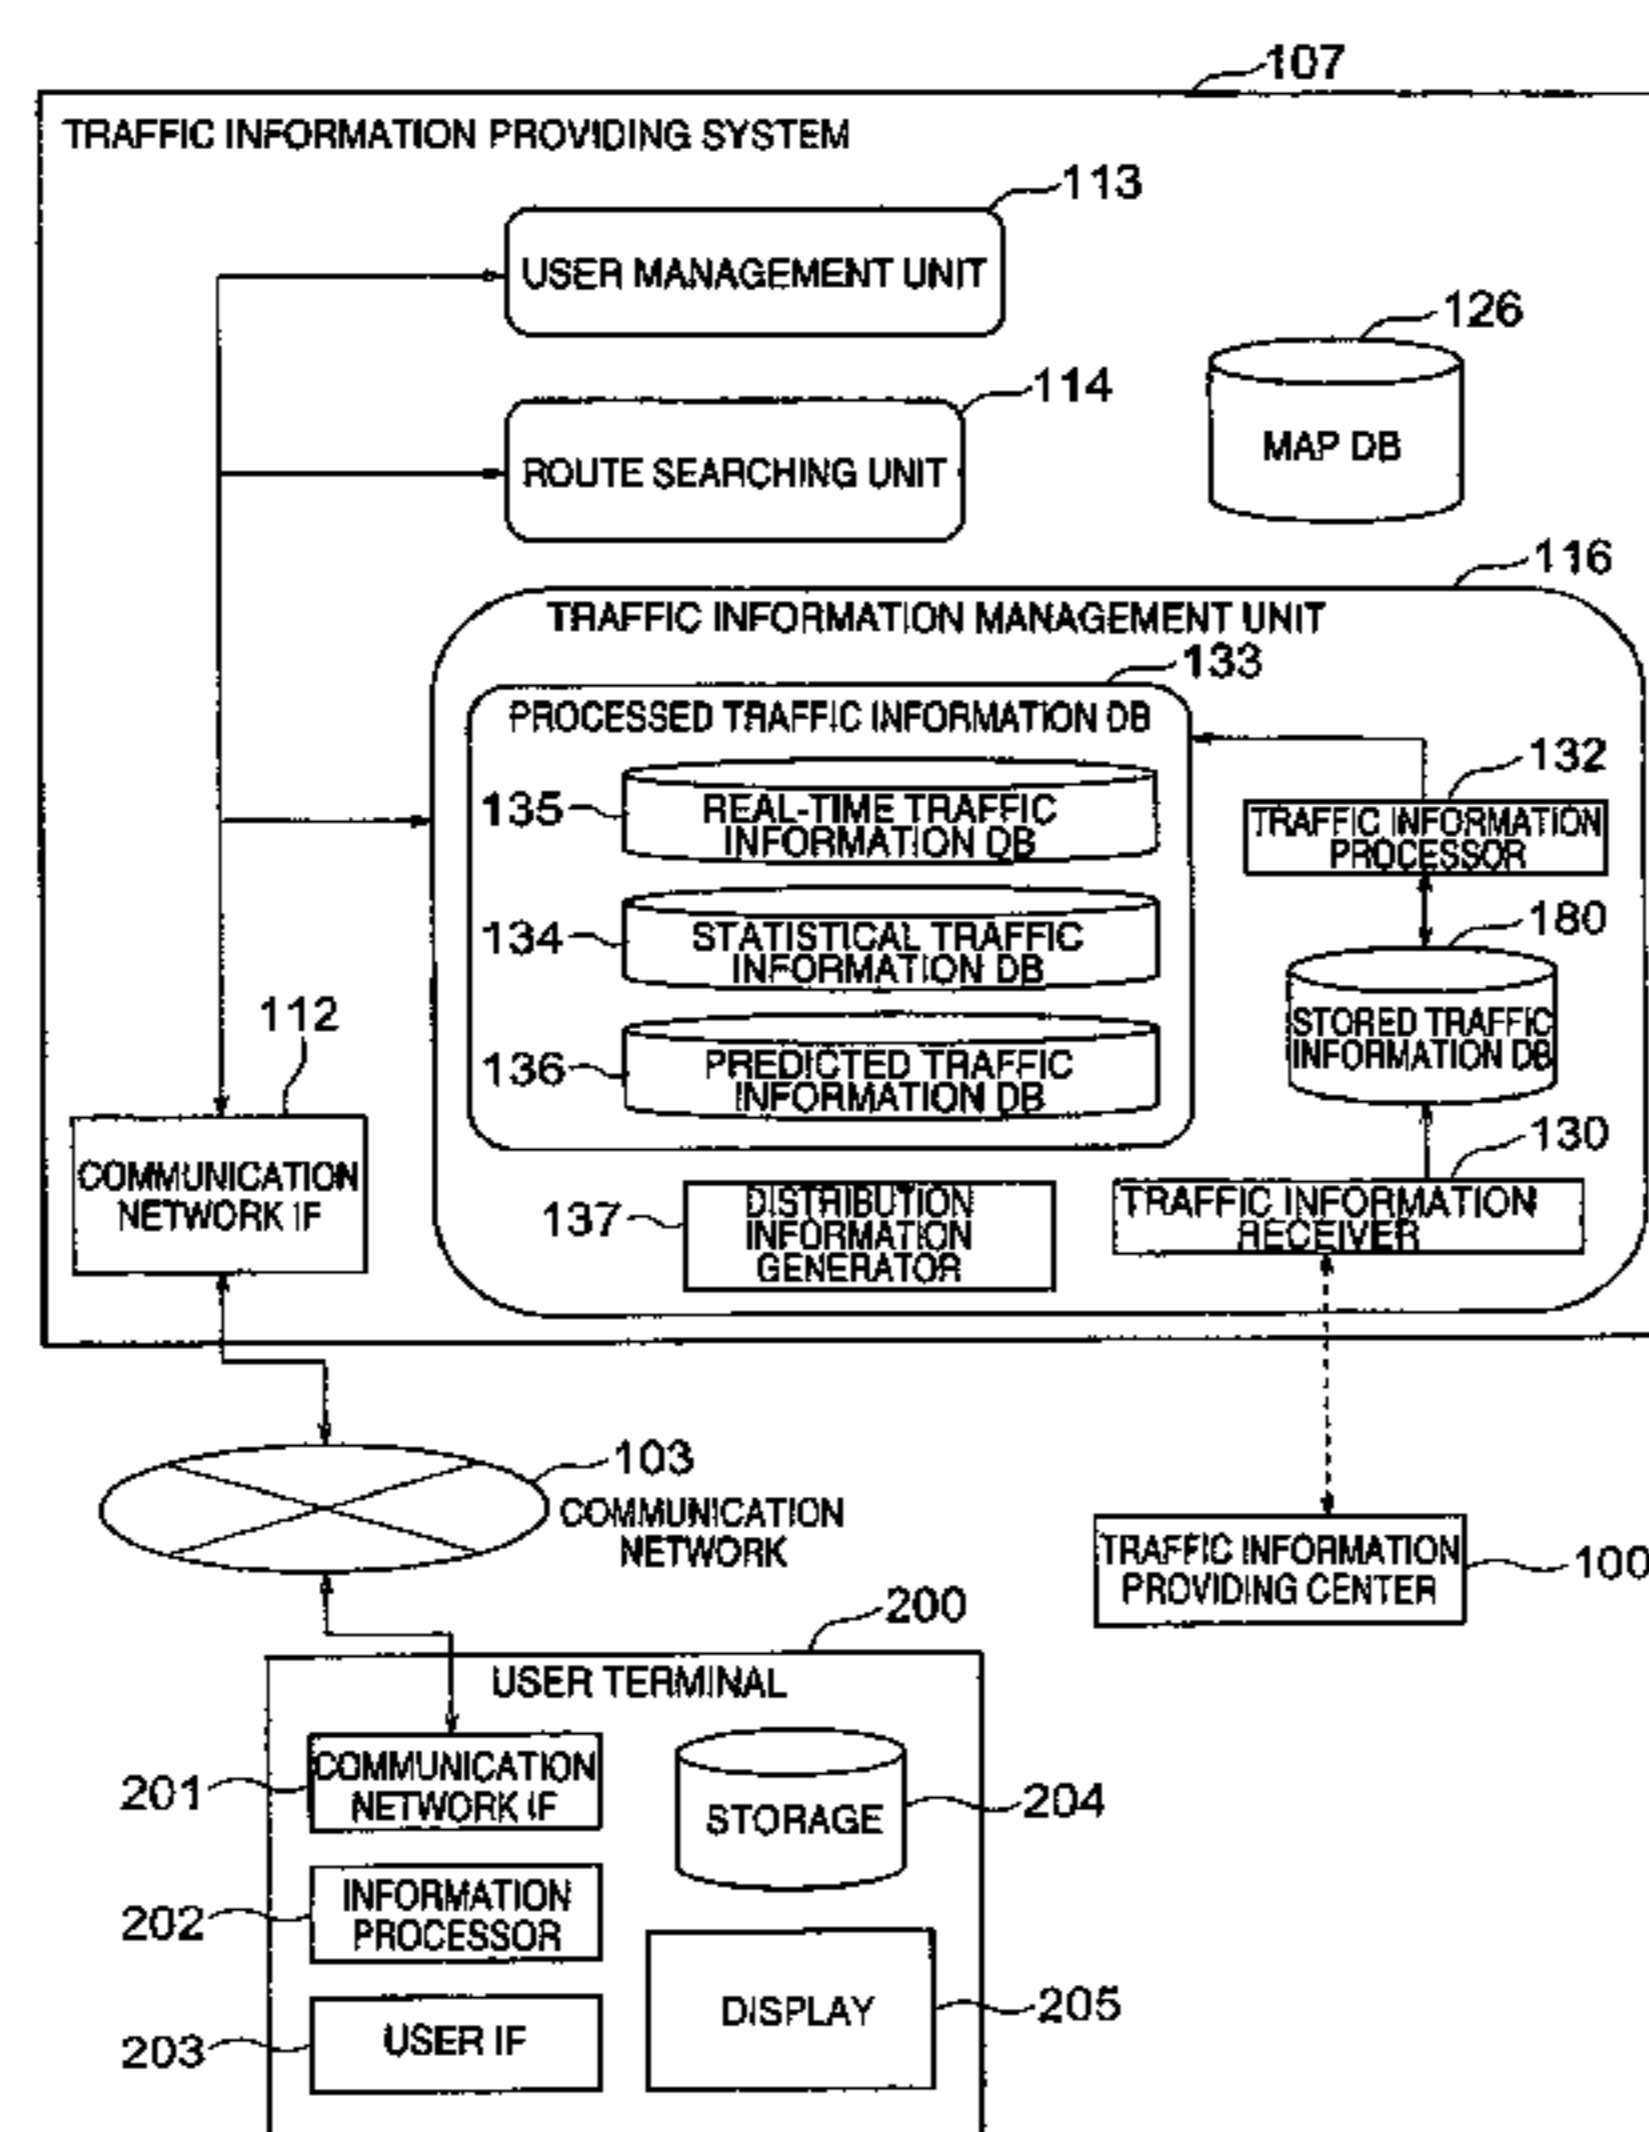 107
TRAFFIC INFORMATION PROVIDING SYSTEM
113
USER MANAGEMENT UNIT
126
114
MAP DB
ROUTE SEARCHING UNIT
116
TRAFFIC INFORMATION MANAGEMENT UNIT
133
PROCESSED TRAFFIC INFORMATION DB
132
135
REAL-TIME TRAFFIC
INFORMATION DB
TRAFFIC INFORMATION
PROCESSOR
180
134
STATISTICAL TRAFFIC
INFORMATION DB
112
STORED TRAFFIC
INFORMATION DB
136
PREDICTED TRAFFIC
INFORMATION DB
130
COMMUNICATION
NETWORK IF
137
DISTRIBUTION
INFORMATION
GENERATOR
TRAFFIC INFORMATION
RECEIVER
103
COMMUNICATION
NETWORK
TRAFFIC INFORMATION
PROVIDING CENTER
100
200
USER TERMINAL
201
COMMUNICATION
NETWORK IF
STORAGE
204
202
INFORMATION
PROCESSOR
203
USER IF
DISPLAY
205